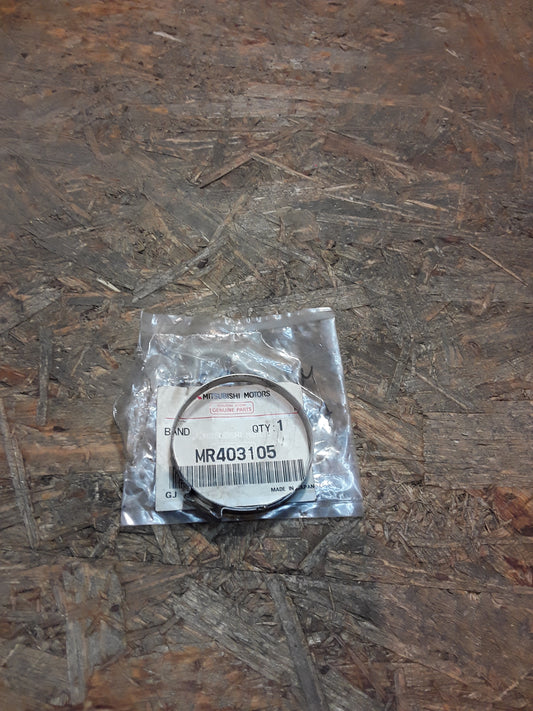 MITSUBISHI MOTORS
GENUINE PARTS
BAND QTY:1
MR403105
GJ MADE IN JAPAN